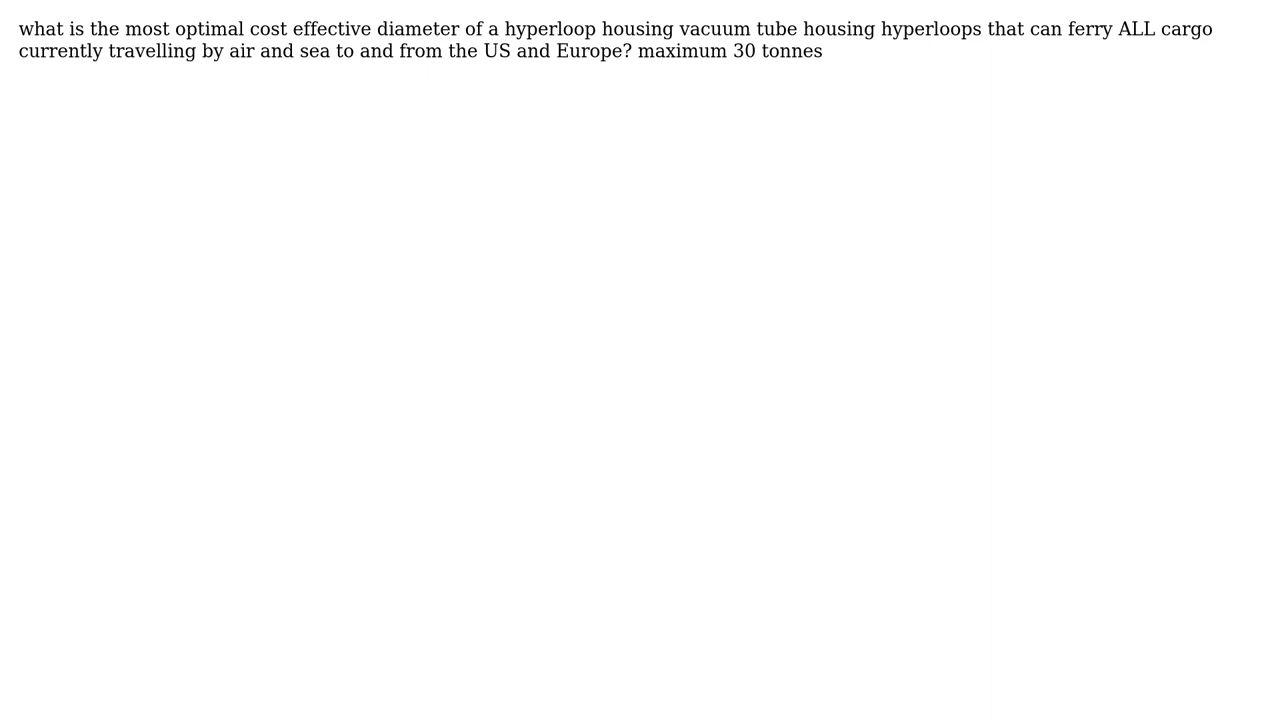 what is the most optimal cost effective diameter of a hyperloop housing vacuum tube housing hyperloops that can ferry ALL cargo
currently travelling by air and sea to and from the US and Europe? maximum 30 tonnes